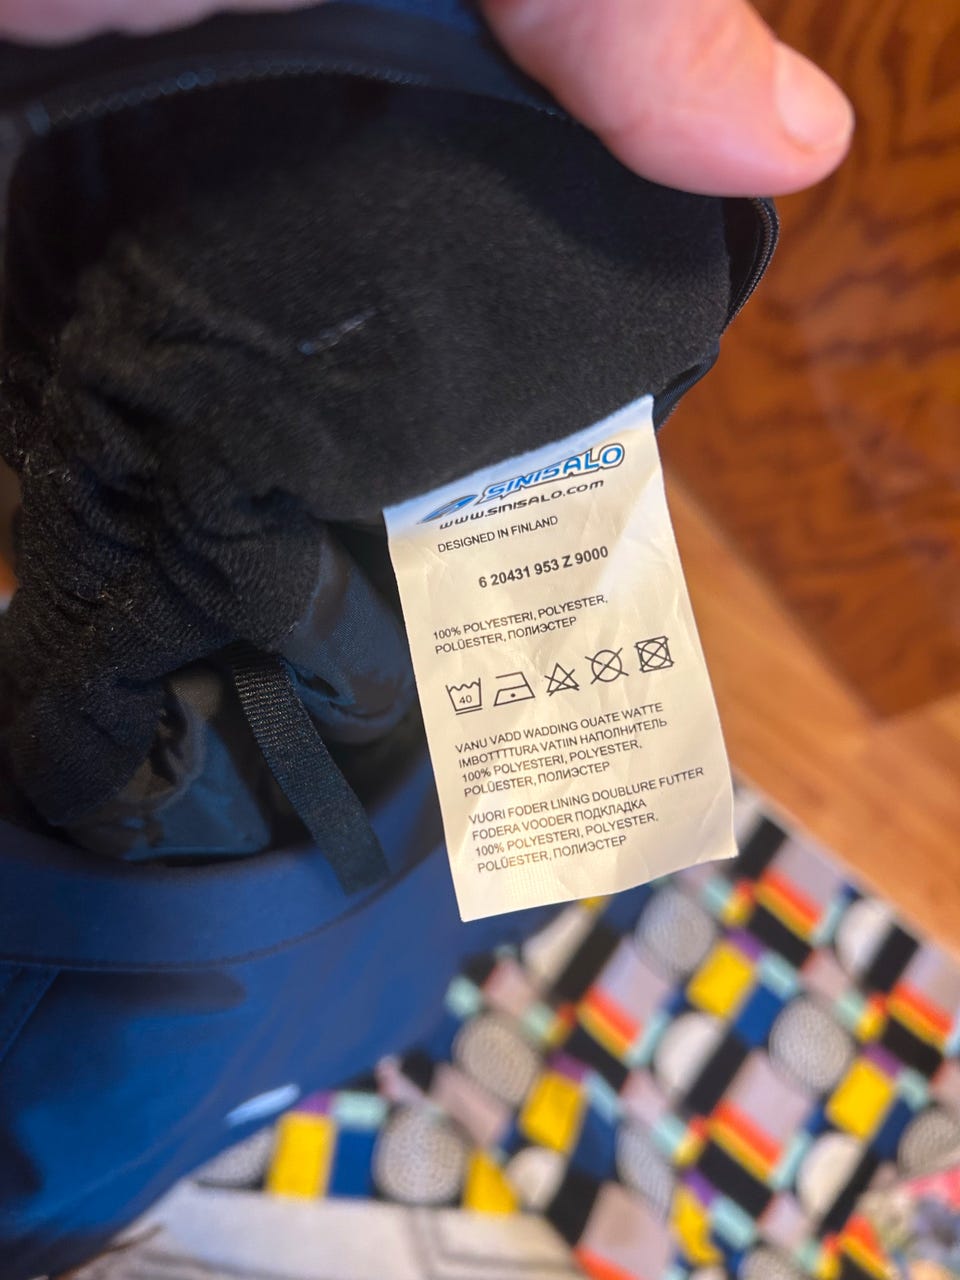 SINISALO
www.sinisalo.com
DESIGNED IN FINLAND
6 20431 953 Z 9000
100% POLYESTERI, POLYESTER,
POLÜESTER, ПОЛИЭСТЕР
40
VANU VADD WADDING OUATE WATTE
IMBOTTTTURA VATIIN НАПОЛНИТЕЛЬ
100% POLYESTERI, POLYESTER,
POLÜESTER, ПОЛИЭСТЕР
VUORI FODER LINING DOUBLURE FUTTER
FODERA VOODER ПОДКЛАДКА
100% POLYESTERI, POLYESTER,
POLÜESTER, ПОЛИЭСТЕР